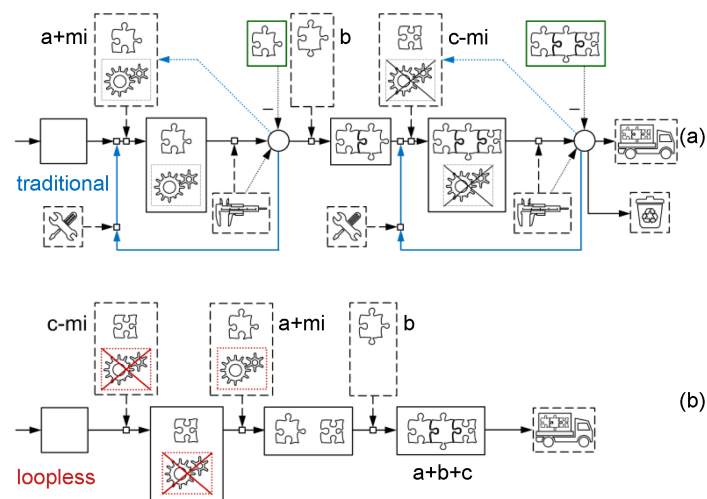 a+mi
b
c-mi
(a)
traditional
c-mi
a+mi
b
(b)
loopless
a+b+c